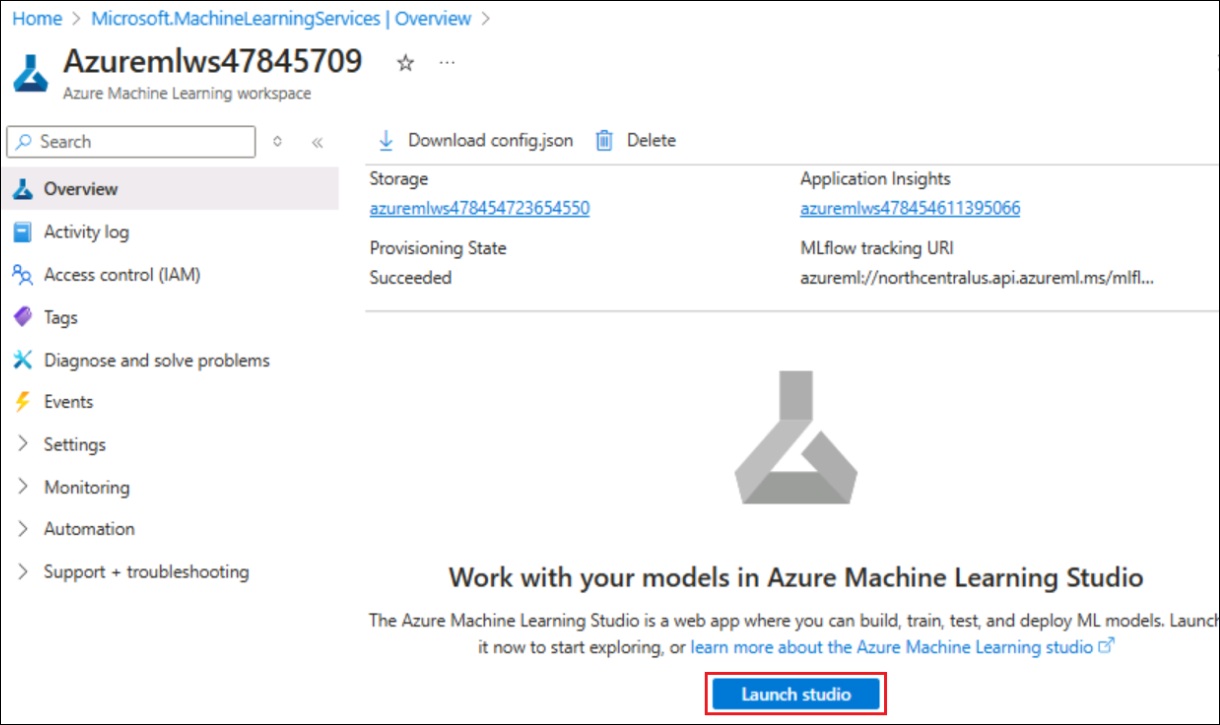 Home > Microsoft.MachineLearningServices | Overview >
Azuremlws47845709
Azure Machine Learning workspace
Search
Download config.json
Delete
Overview
Activity log
Access control (IAM)
Tags
Diagnose and solve problems
Events
Settings
Monitoring
Automation
Support + troubleshooting
Storage
azuremlws478454723654550
Application Insights
azuremlws478454611395066
Provisioning State
Succeeded
MLflow tracking URI
azureml://northcentralus.api.azureml.ms/mlfl...
Work with your models in Azure Machine Learning Studio
The Azure Machine Learning Studio is a web app where you can build, train, test, and deploy ML models. Launch
it now to start exploring, or learn more about the Azure Machine Learning studio
Launch studio